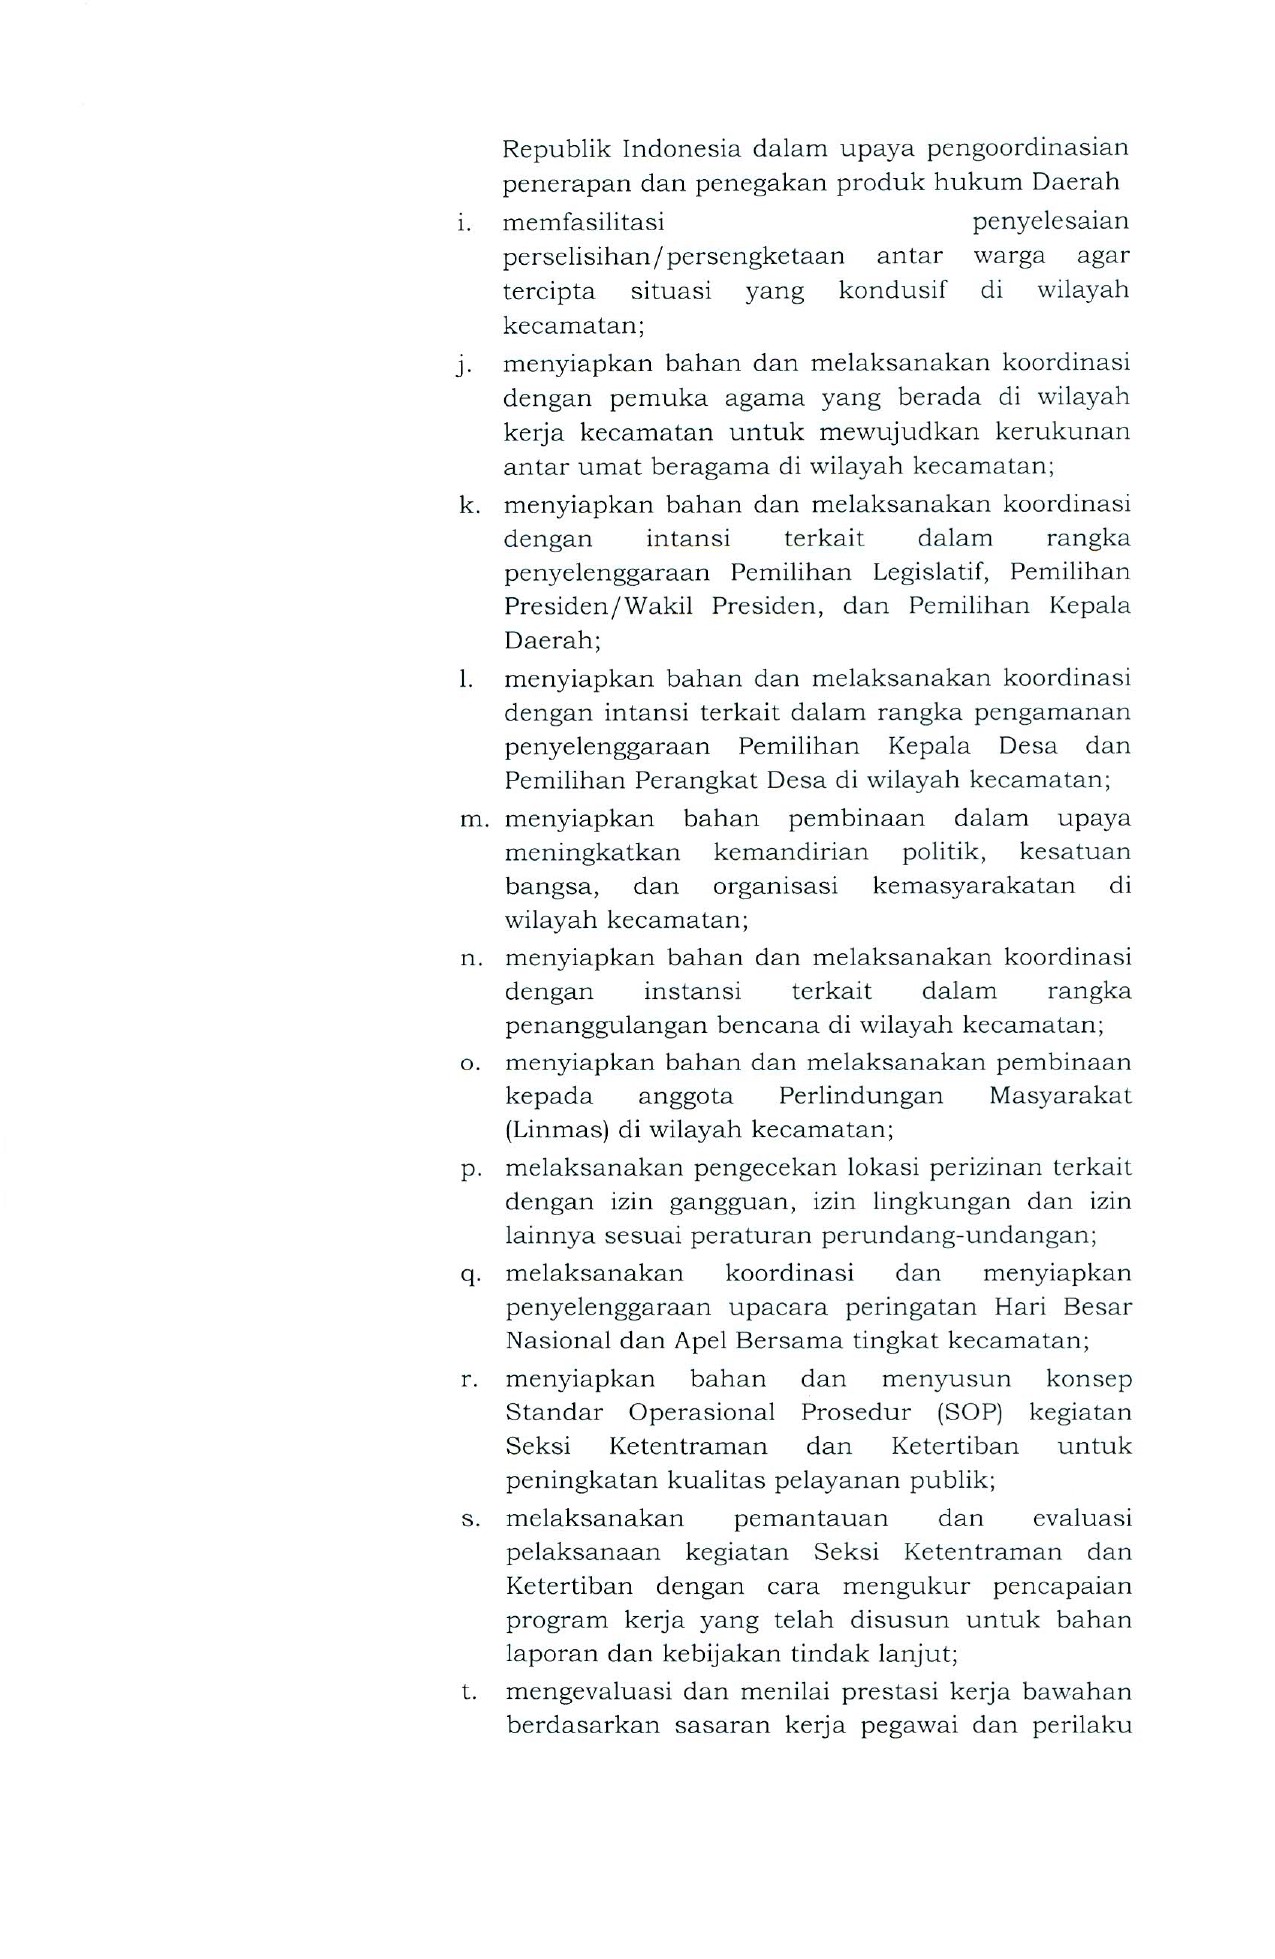 Republik Indonesia dalam upaya pengoordinasian
penerapan dan penegakan produk hukum Daerah
i. memfasilitasi penyelesaian
perselisihan/persengketaan antar warga agar
tercipta situasi yang kondusif di wilayah
kecamatan;
j. menyiapkan bahan dan melaksanakan koordinasi
dengan pemuka agama yang berada di wilayah
kerja kecamatan untuk mewujudkan kerukunan
antar umat beragama di wilayah kecamatan;
k. menyiapkan bahan dan melaksanakan koordinasi
dengan intansi terkait dalam rangka
penyelenggaraan Pemilihan Legislatif, Pemilihan
Presiden/Wakil Presiden, dan Pemilihan Kepala
Daerah;
l. menyiapkan bahan dan melaksanakan koordinasi
dengan intansi terkait dalam rangka pengamanan
penyelenggaraan Pemilihan Kepala Desa dan
Pemilihan Perangkat Desa di wilayah kecamatan;
m. menyiapkan bahan pembinaan dalam upaya
meningkatkan kemandirian politik, kesatuan
bangsa, dan organisasi kemasyarakatan di
wilayah kecamatan;
n. menyiapkan bahan dan melaksanakan koordinasi
dengan instansi terkait dalam rangka
penanggulangan bencana di wilayah kecamatan;
o. menyiapkan bahan dan melaksanakan pembinaan
kepada anggota Perlindungan Masyarakat
(Linmas) di wilayah kecamatan;
p. melaksanakan pengecekan lokasi perizinan terkait
dengan izin gangguan, izin lingkungan dan izin
lainnya sesuai peraturan perundang-undangan;
q. melaksanakan koordinasi dan menyiapkan
penyelenggaraan upacara peringatan Hari Besar
Nasional dan Apel Bersama tingkat kecamatan;
r. menyiapkan bahan dan menyusun konsep
Standar Operasional Prosedur (SOP) kegiatan
Seksi Ketentraman dan Ketertiban untuk
peningkatan kualitas pelayanan publik;
s. melaksanakan pemantauan dan evaluasi
pelaksanaan kegiatan Seksi Ketentraman dan
Ketertiban dengan cara mengukur pencapaian
program kerja yang telah disusun untuk bahan
laporan dan kebijakan tindak lanjut;
t. mengevaluasi dan menilai prestasi kerja bawahan
berdasarkan sasaran kerja pegawai dan perilaku